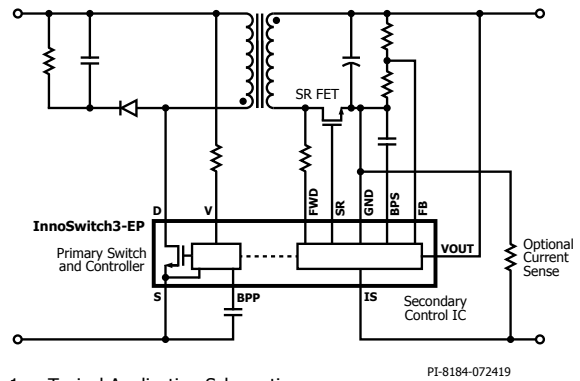 SR FET
D
V
FWD
SR
GND
BPS
FB
InnoSwitch3-EP
VOUT
Primary Switch
and Controller
Optional
Current
Sense
S
BPP
IS
Secondary
Control IC
PI-8184-072419